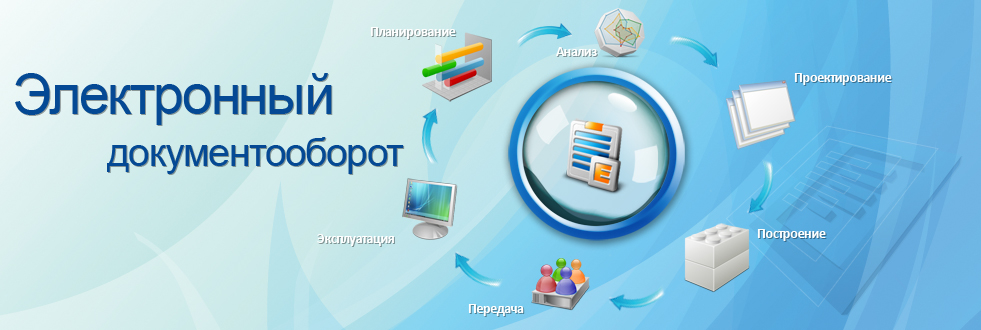 Электронный
документооборот
Планирование
Анализ
Проектирование
Построение
Передача
Эксплуатация
E